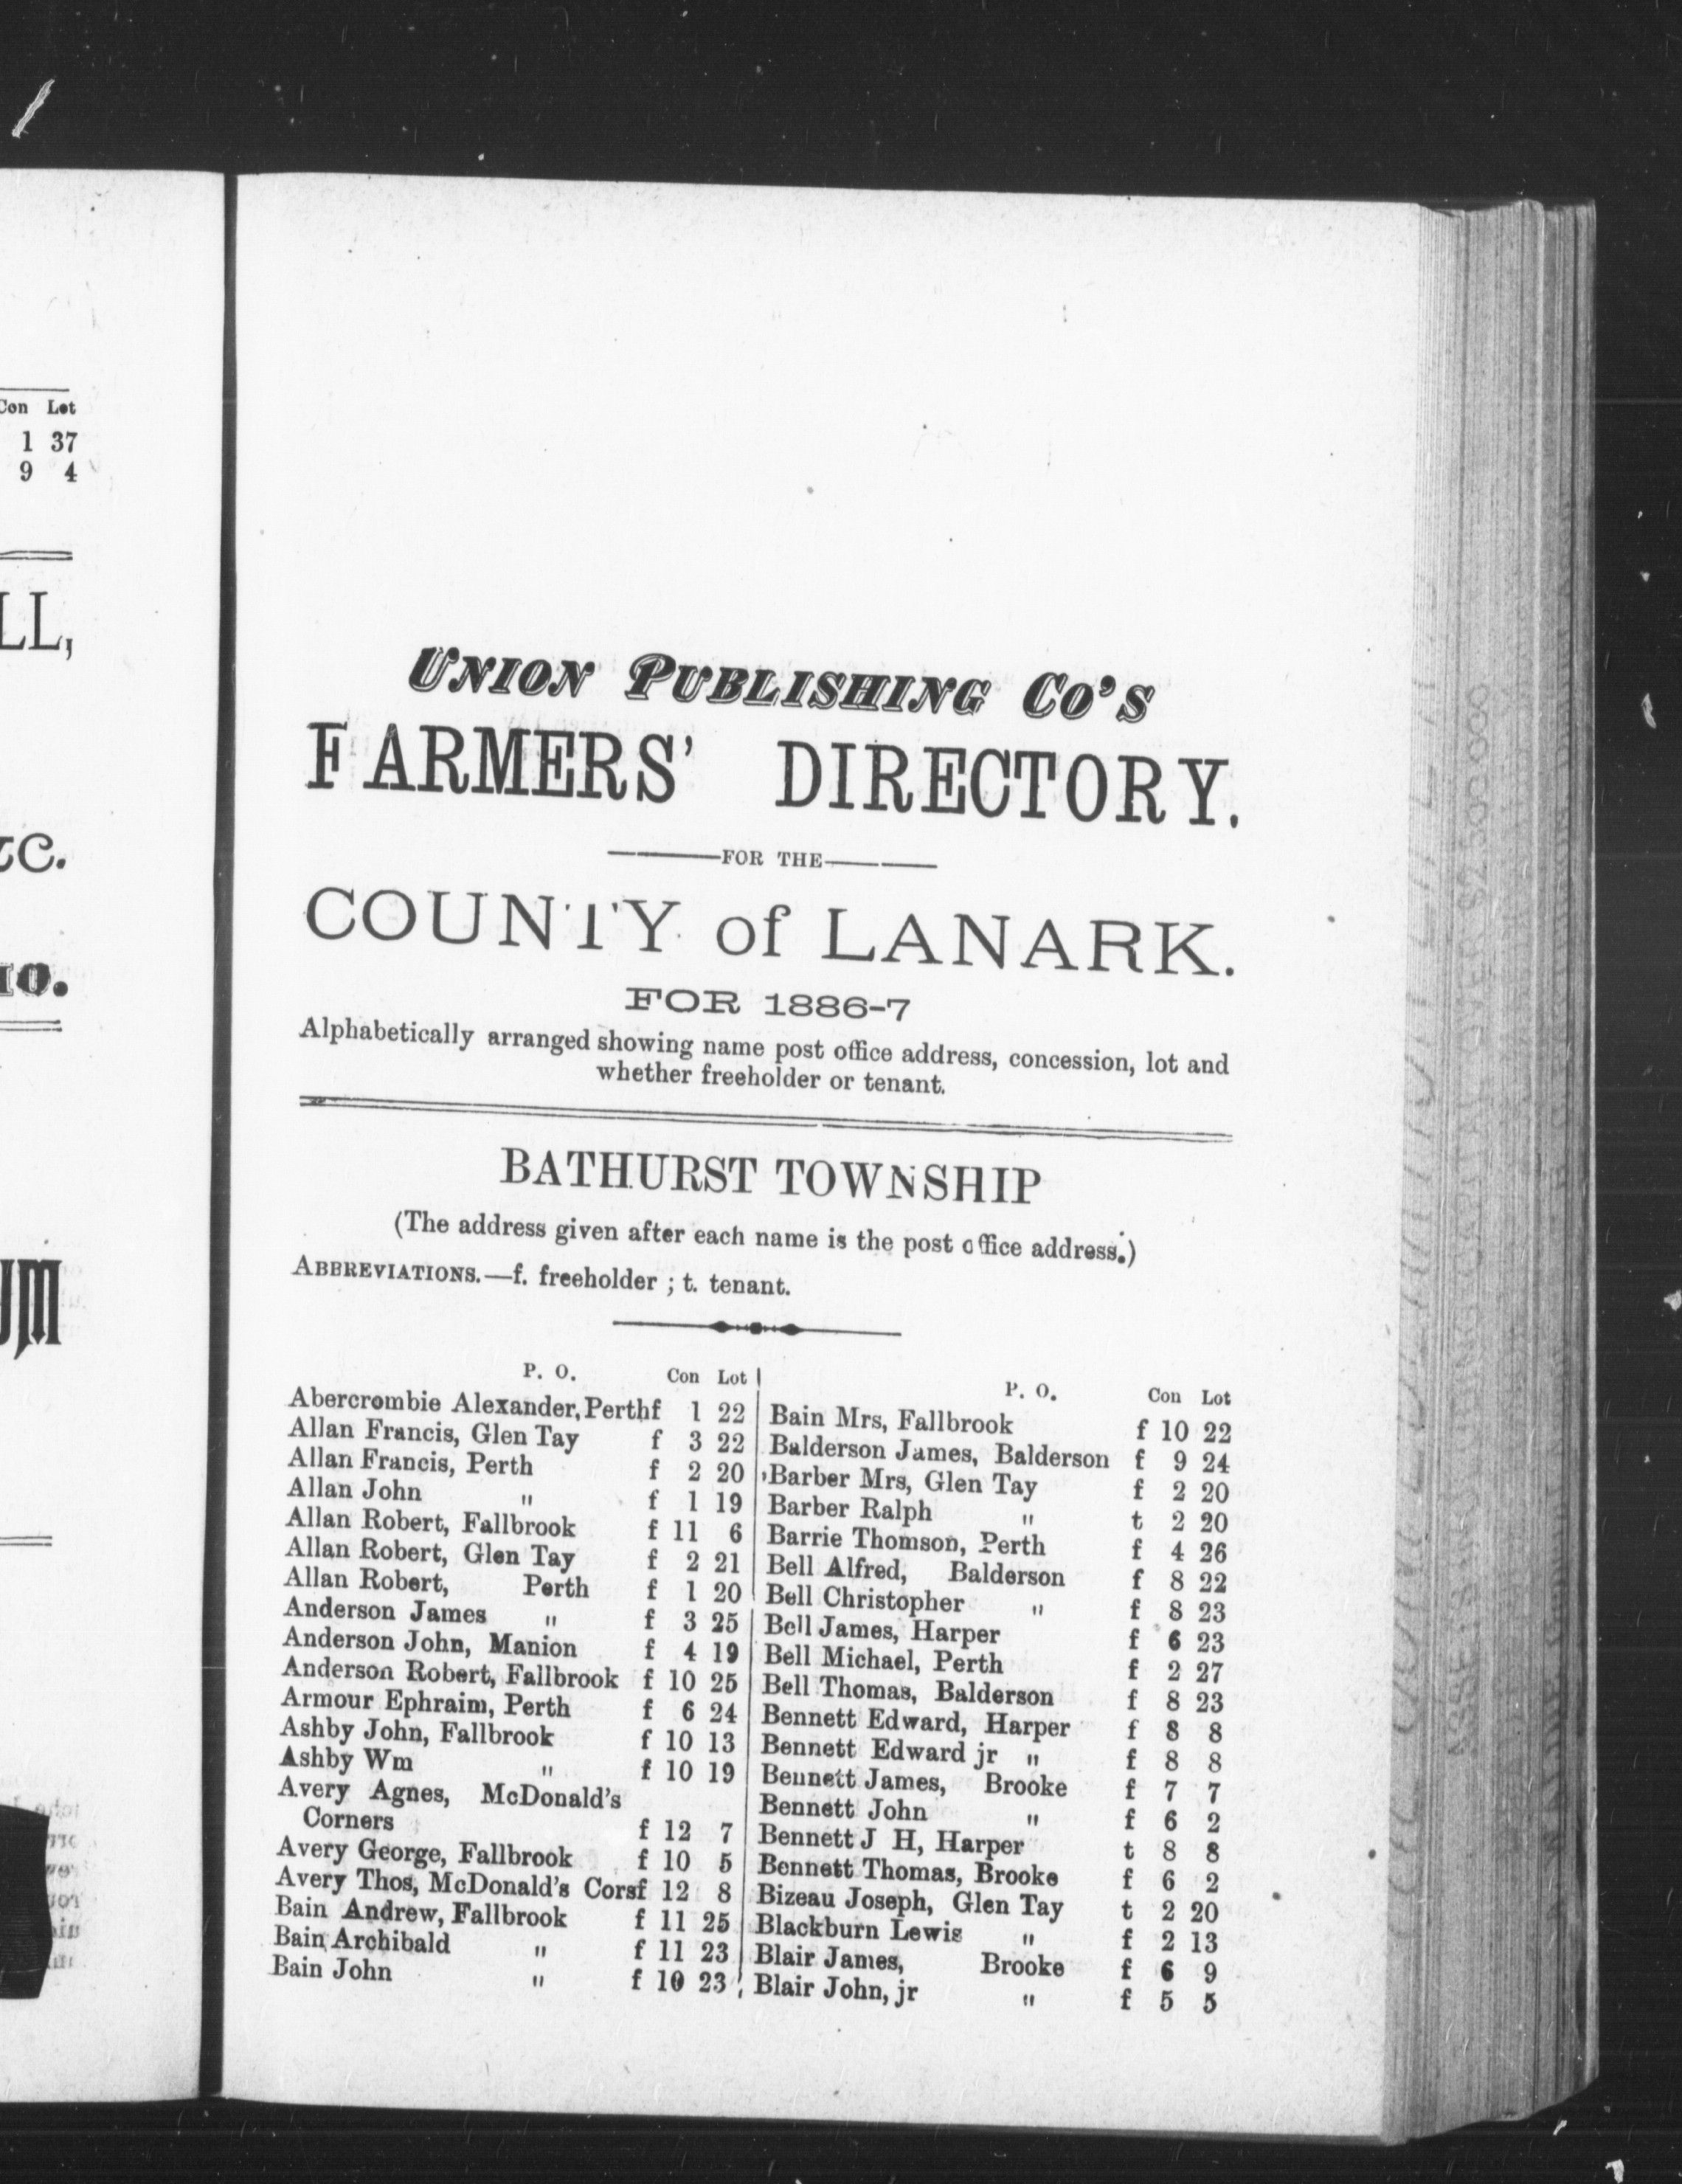 Con Lot
1 37
9 4
LL,
&C.
IO.
UM
UNION PUBLISHING CO'S
FARMERS' DIRECTORY.
FOR THE
COUNTY of LANARK.
FOR 1886-7
Alphabetically arranged showing name post office address, concession, lot and
whether freeholder or tenant.
BATHURST TOWNSHIP
(The address given after each name is the post office address.)
ABBREVIATIONS.—f. freeholder ; t. tenant.
P. O. Con Lot
Abercrombie Alexander, Perth f 1 22
Allan Francis, Glen Tay f 3 22
Allan Francis, Perth f 2 20
Allan John " f 1 19
Allan Robert, Fallbrook f 11 6
Allan Robert, Glen Tay f 2 21
Allan Robert, Perth f 1 20
Anderson James " f 3 25
Anderson John, Manion f 4 19
Anderson Robert, Fallbrook f 10 25
Armour Ephraim, Perth f 6 24
Ashby John, Fallbrook f 10 13
Ashby Wm " f 10 19
Avery Agnes, McDonald's
Corners f 12 7
Avery George, Fallbrook f 10 5
Avery Thos, McDonald's Cors f 12 8
Bain Andrew, Fallbrook f 11 25
Bain Archibald " f 11 23
Bain John " f 10 23
P. O. Con Lot
Bain Mrs, Fallbrook f 10 22
Balderson James, Balderson f 9 24
Barber Mrs, Glen Tay f 2 20
Barber Ralph " t 2 20
Barrie Thomson, Perth f 4 26
Bell Alfred, Balderson f 8 22
Bell Christopher " f 8 23
Bell James, Harper f 6 23
Bell Michael, Perth f 2 27
Bell Thomas, Balderson f 8 23
Bennett Edward, Harper f 8 8
Bennett Edward jr " f 8 8
Bennett James, Brooke f 7 7
Bennett John " f 6 2
Bennett J H, Harper t 8 8
Bennett Thomas, Brooke f 6 2
Bizeau Joseph, Glen Tay t 2 20
Blackburn Lewis " f 2 13
Blair James, Brooke f 6 9
Blair John, jr " f 5 5